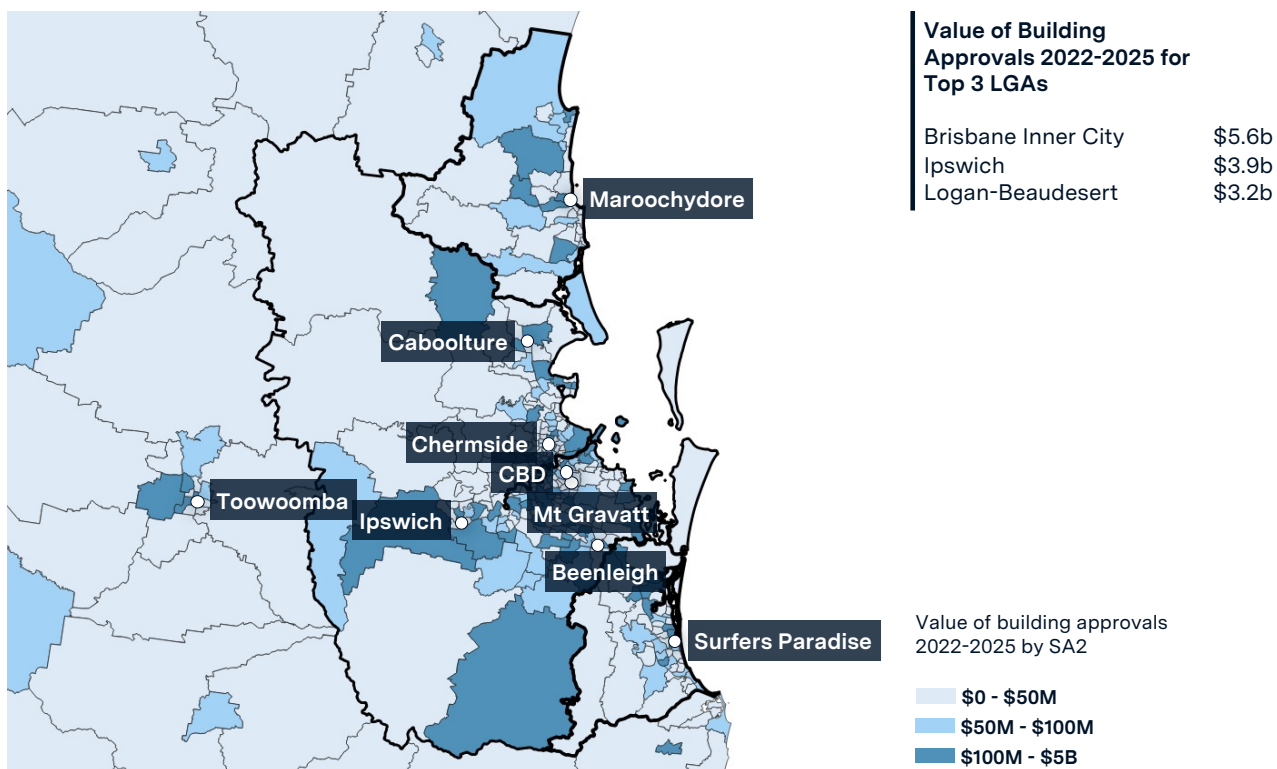 Value of Building
Approvals 2022-2025 for
Top 3 LGAs
Brisbane Inner City $5.6b
Ipswich $3.9b
Logan-Beaudesert $3.2b
Maroochydore
Caboolture
Chermside
CBD
Toowoomba
Ipswich
Mt Gravatt
Beenleigh
Surfers Paradise
Value of building approvals
2022-2025 by SA2
$0 - $50M
$50M - $100M
$100M - $5B